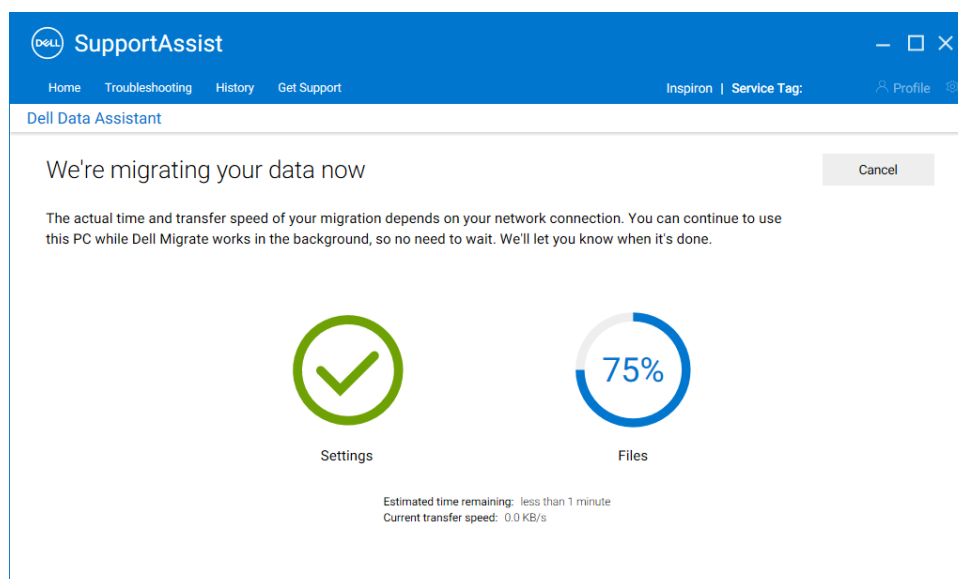 DELL SupportAssist
Home Troubleshooting History Get Support Inspiron | Service Tag: Profile
Dell Data Assistant
We're migrating your data now
Cancel
The actual time and transfer speed of your migration depends on your network connection. You can continue to use
this PC while Dell Migrate works in the background, so no need to wait. We'll let you know when it's done.
75%
Settings Files
Estimated time remaining: less than 1 minute
Current transfer speed: 0.0 KB/s